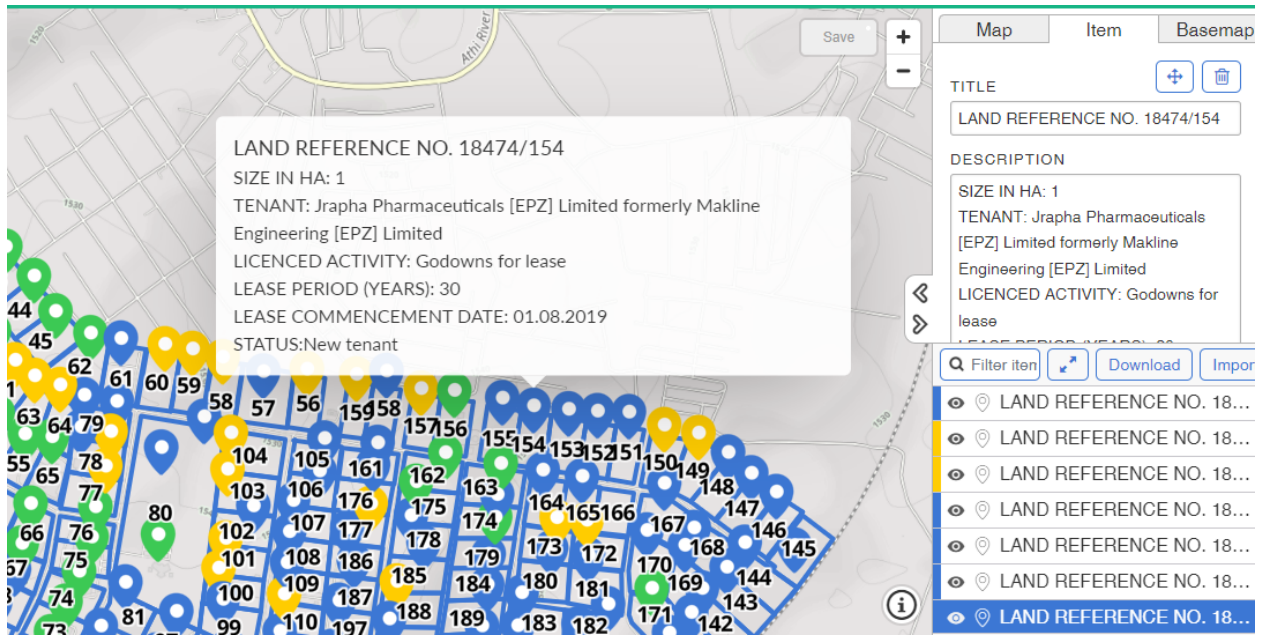 1520
Athi River
Save
+
−
Map Item Basemap
TITLE
LAND REFERENCE NO. 18474/154
DESCRIPTION
SIZE IN HA: 1
TENANT: Jrapha Pharmaceuticals
[EPZ] Limited formerly Makline
Engineering [EPZ] Limited
LICENCED ACTIVITY: Godowns for
lease
LAND REFERENCE NO. 18474/154
SIZE IN HA: 1
TENANT: Jrapha Pharmaceuticals [EPZ] Limited formerly Makline
Engineering [EPZ] Limited
LICENCED ACTIVITY: Godowns for lease
LEASE PERIOD (YEARS): 30
LEASE COMMENCEMENT DATE: 01.08.2019
STATUS:New tenant
1530
1530
Filter iten Download Impor
LAND REFERENCE NO. 18...
LAND REFERENCE NO. 18...
LAND REFERENCE NO. 18...
LAND REFERENCE NO. 18...
LAND REFERENCE NO. 18...
LAND REFERENCE NO. 18...
LAND REFERENCE NO. 18...
44
45
62 61 60 59 58 57 56 159 158 157 156 155 154 153 152 151 150 149 148 147 146 145
63 64 79 104 105 161 162 163 164 165 166 167 168
55 65 78 103 106 176 175 174 173 172 170 169 144
77 80 102 107 177 178 179 180 181 143
66 76 101 108 186 185 184 183 182 171 142
67 75 100 109 187 188 189
74 81 99 110 197
73